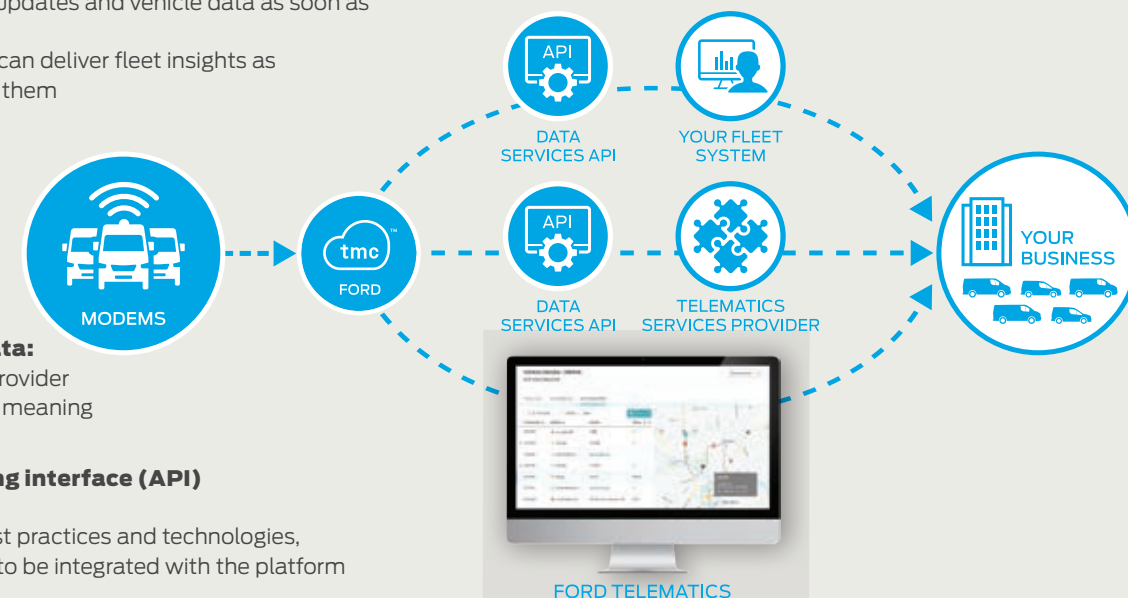 updates and vehicle data as soon as
can deliver fleet insights as
them
ta:
rovider
meaning
ng interface (API)
st practices and technologies,
to be integrated with the platform
MODEMS
tmc™
FORD
API
DATA
SERVICES API
YOUR FLEET
SYSTEM
API
DATA
SERVICES API
TELEMATICS
SERVICES PROVIDER
FORD TELEMATICS
YOUR
BUSINESS